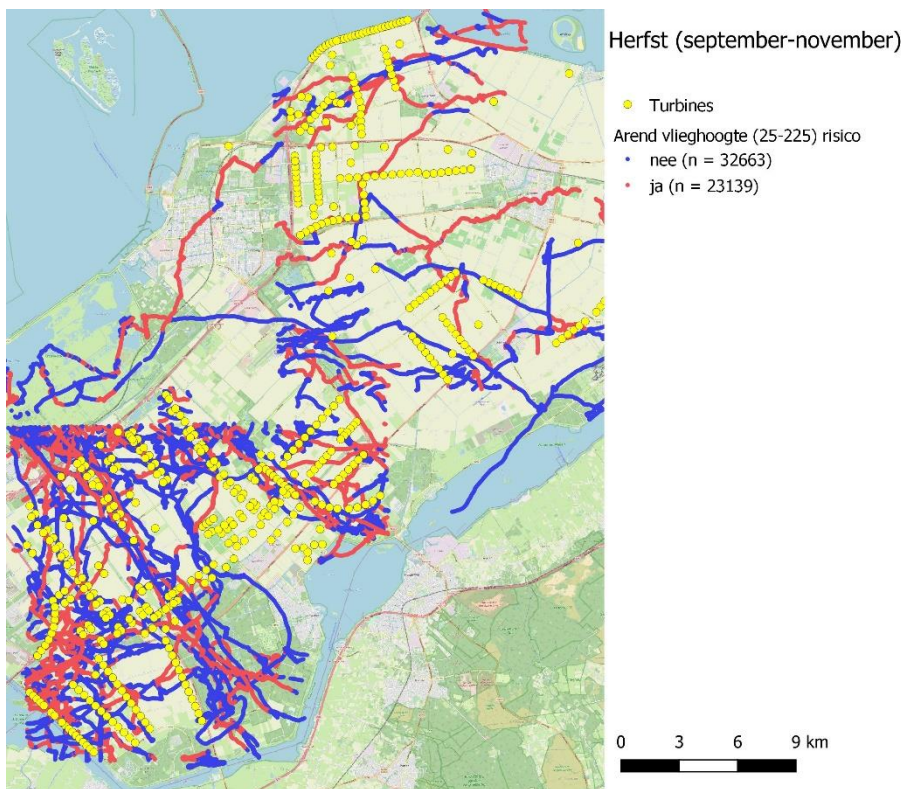 Herfst (september-november)
Turbines
Arend vlieghoogte (25-225) risico
nee (n = 32663)
ja (n = 23139)
0 3 6 9 km